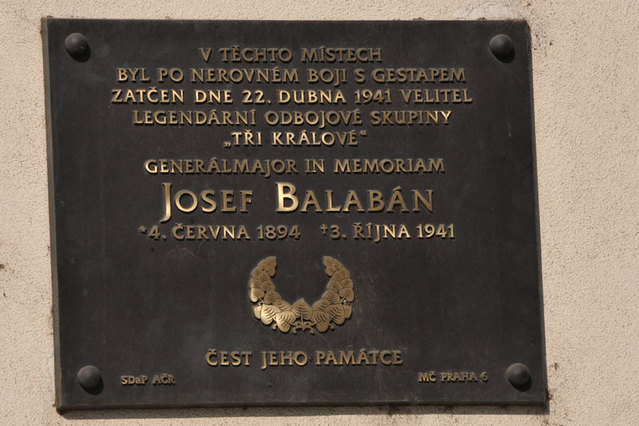 V TĚCHTO MÍSTECH
BYL PO NEROVNÉM BOJI S GESTAPEM
ZATČEN DNE 22. DUBNA 1941 VELITEL
LEGENDÁRNÍ ODBOJOVÉ SKUPINY
„TŘI KRÁLOVÉ“
GENERÁLMAJOR IN MEMORIAM
JOSEF BALABÁN
*4. ČERVNA 1894 †3. ŘÍJNA 1941
ČEST JEHO PAMÁTCE
SDaP AČR MČ PRAHA 6